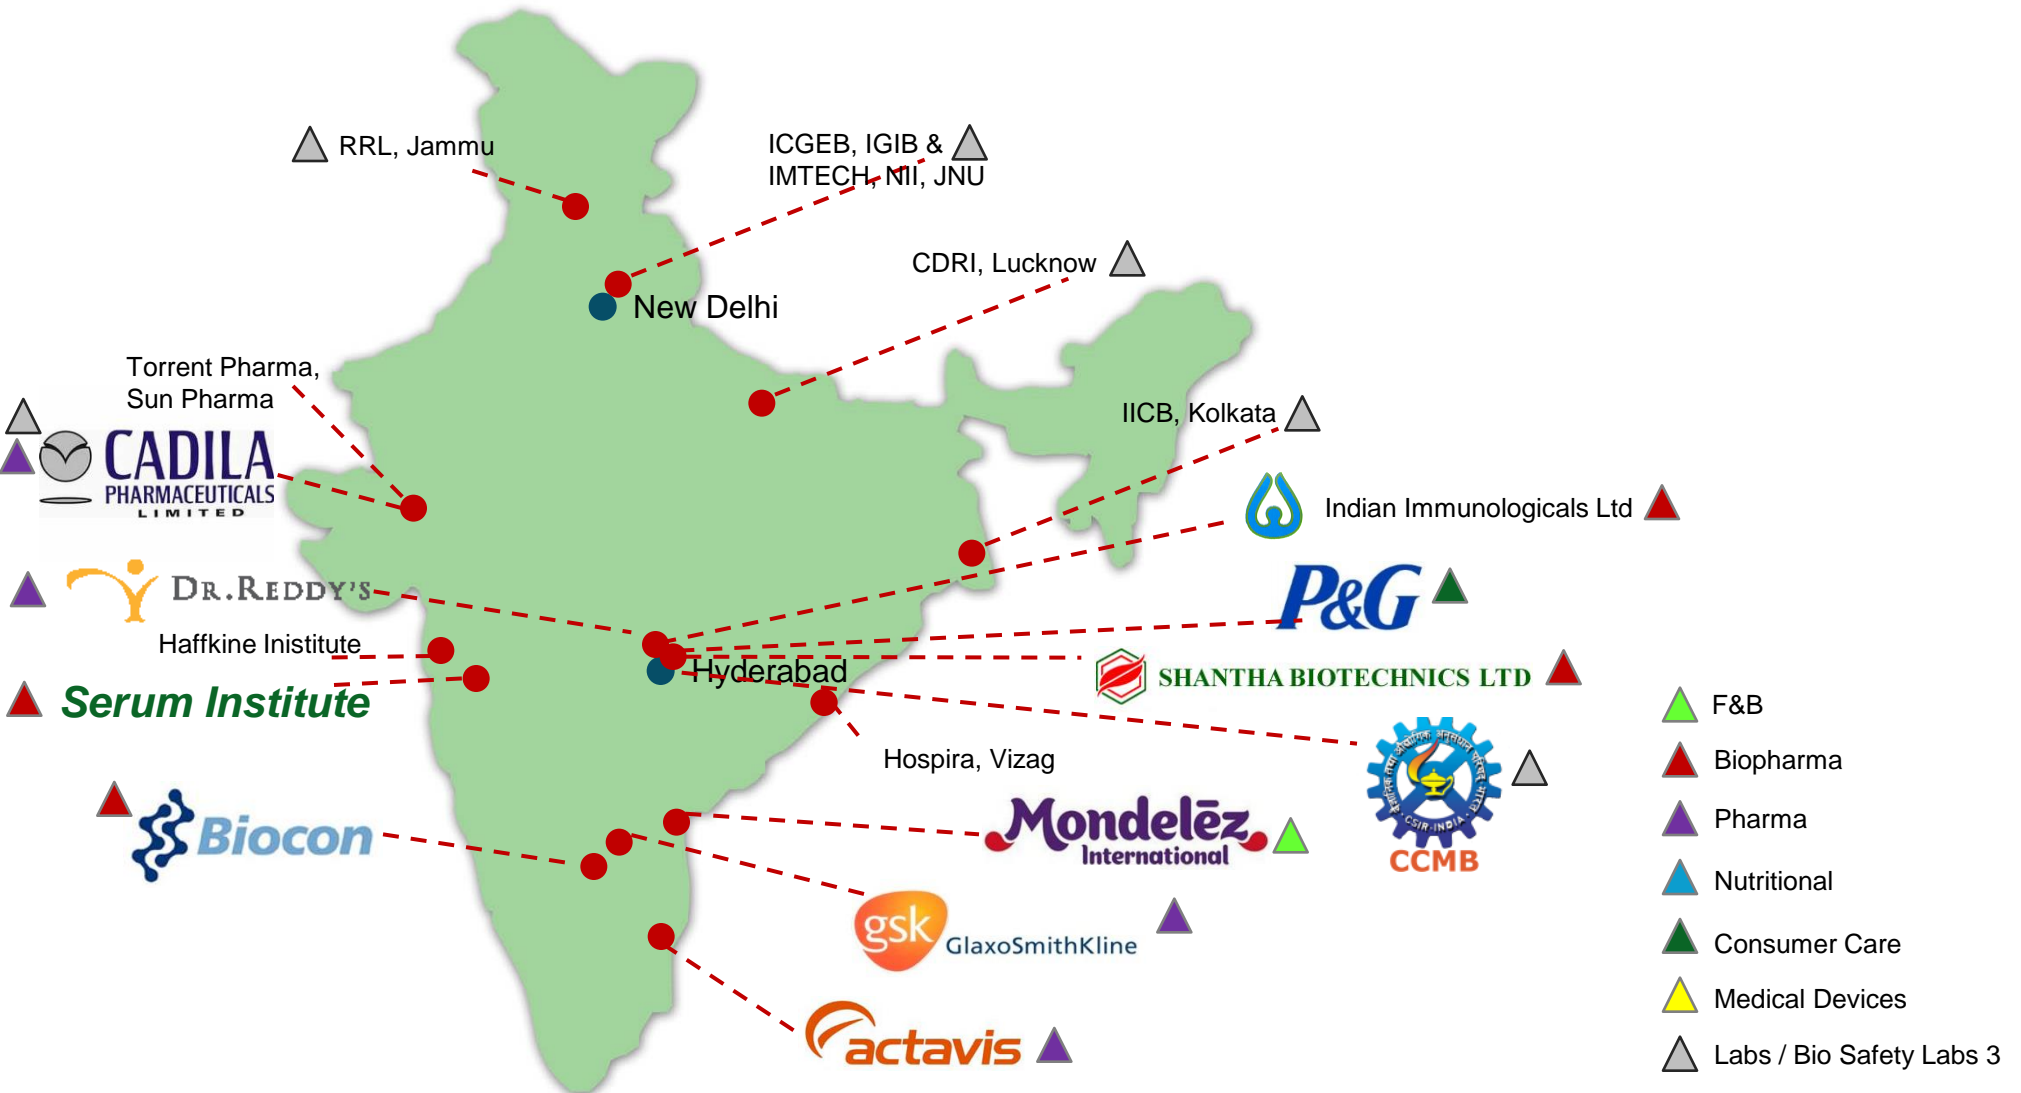 RRL, Jammu
ICGEB, IGIB &
IMTECH, NII, JNU
CDRI, Lucknow
New Delhi
Torrent Pharma,
Sun Pharma
CADILA
PHARMACEUTICALS
LIMITED
IICB, Kolkata
Indian Immunologicals Ltd
DR.REDDY'S
P&G
Haffkine Inistitute
Hyderabad
SHANTHA BIOTECHNICS LTD
Serum Institute
Hospira, Vizag
CSIR-INDIA
CCMB
Biocon
Mondelēz
International
gsk
GlaxoSmithKline
actavis
F&B
Biopharma
Pharma
Nutritional
Consumer Care
Medical Devices
Labs / Bio Safety Labs 3